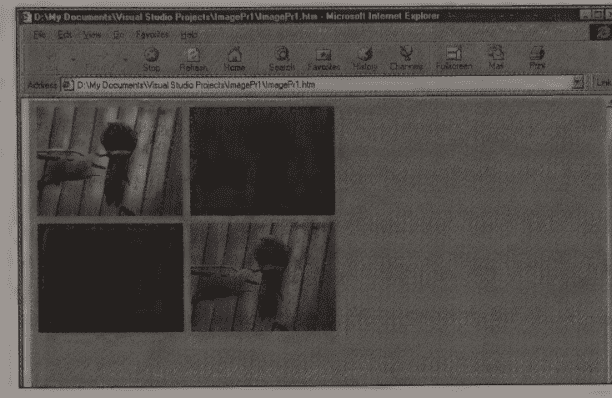 D:\My Documents\Visual Studio Projects\ImagePr1\ImagePr1.htm - Microsoft Internet Explorer
File Edit View Go Favorites Help
Stop Refresh Home Search Favorites History Channels Fullscreen Mail Print
Address D:\My Documents\Visual Studio Projects\ImagePr1\ImagePr1.htm